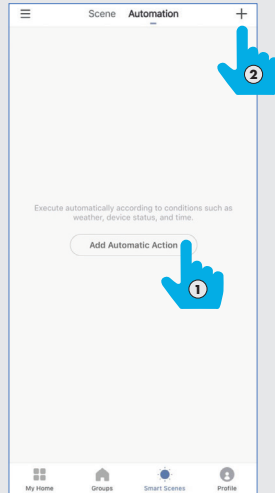 Scene Automation
2
Execute automatically according to conditions such as
weather, device status, and time.
Add Automatic Action
1
My Home Groups Smart Scenes Profile